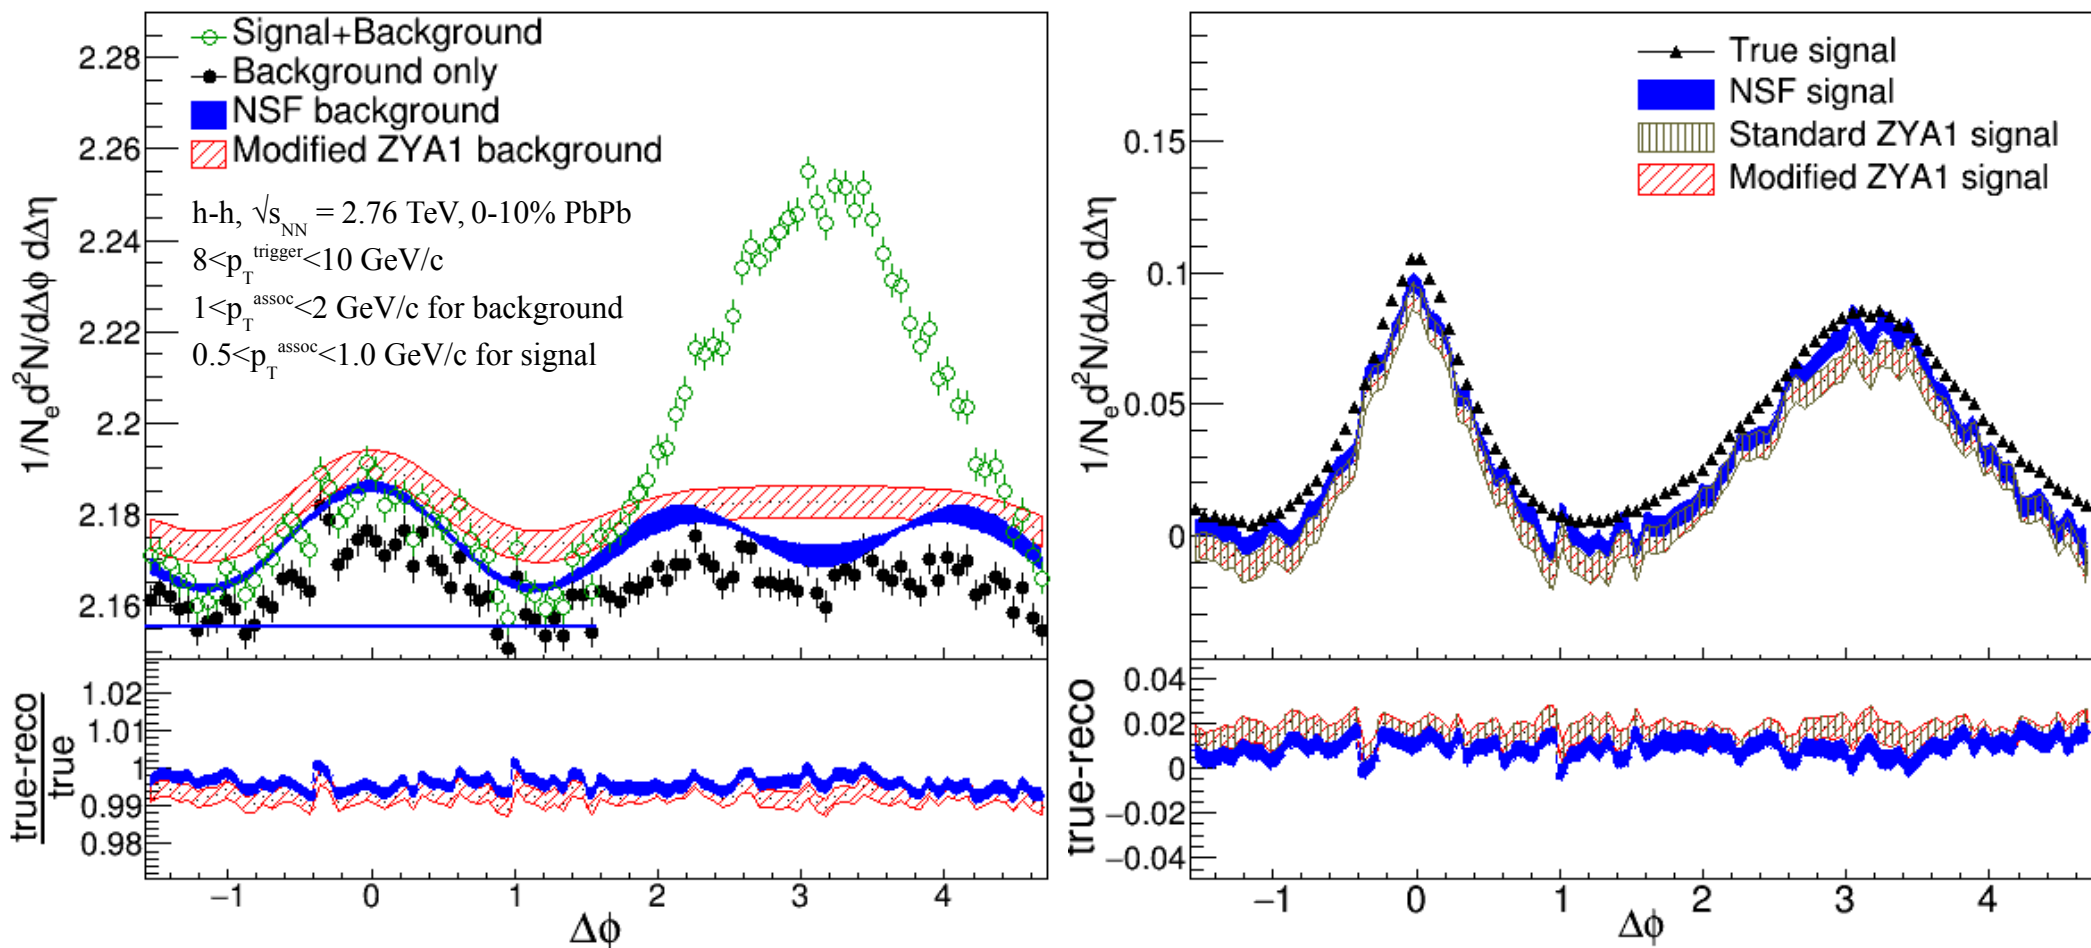 Signal+Background
Background only
NSF background
Modified ZYA1 background
h-h, √s_NN = 2.76 TeV, 0-10% PbPb
8<p_T^trigger<10 GeV/c
1<p_T^assoc<2 GeV/c for background
0.5<p_T^assoc<1.0 GeV/c for signal
1/N_e d²N/dΔϕ dΔη
2.28
2.26
2.24
2.22
2.2
2.18
2.16
true-reco
true
1.02
1.01
1
0.99
0.98
−1 0 1 2 3 4
Δϕ
True signal
NSF signal
Standard ZYA1 signal
Modified ZYA1 signal
1/N_e d²N/dΔϕ dΔη
0.15
0.1
0.05
0
true-reco
0.04
0.02
0
−0.02
−0.04
−1 0 1 2 3 4
Δϕ